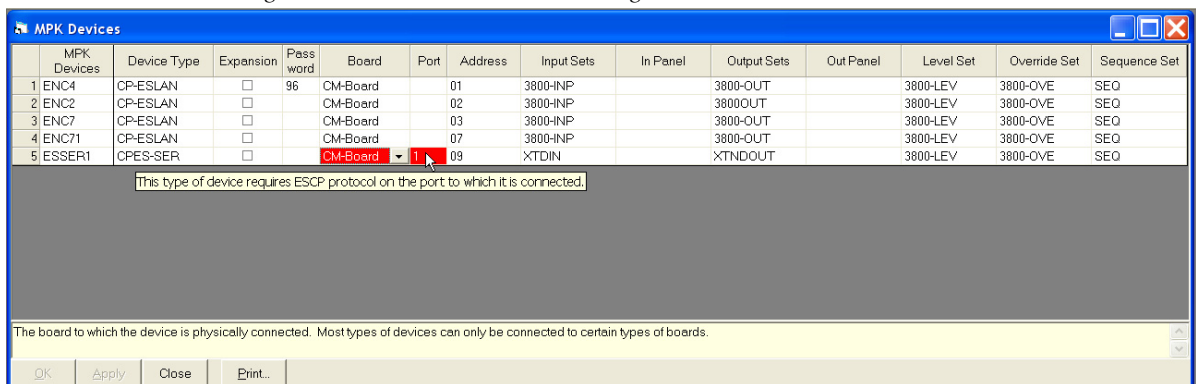 MPK Devices
MPK Devices Device Type Expansion Pass word Board Port Address Input Sets In Panel Output Sets Out Panel Level Set Override Set Sequence Set
1 ENC4 CP-ESLAN 96 CM-Board 01 3800-INP 3800-OUT 3800-LEV 3800-OVE SEQ
2 ENC2 CP-ESLAN CM-Board 02 3800-INP 3800OUT 3800-LEV 3800-OVE SEQ
3 ENC7 CP-ESLAN CM-Board 03 3800-INP 3800-OUT 3800-LEV 3800-OVE SEQ
4 ENC71 CP-ESLAN CM-Board 07 3800-INP 3800-OUT 3800-LEV 3800-OVE SEQ
5 ESSER1 CPES-SER CM-Board 1 09 XTDIN XTNDOUT 3800-LEV 3800-OVE SEQ
This type of device requires ESCP protocol on the port to which it is connected.
The board to which the device is physically connected. Most types of devices can only be connected to certain types of boards.
OK Apply Close Print...